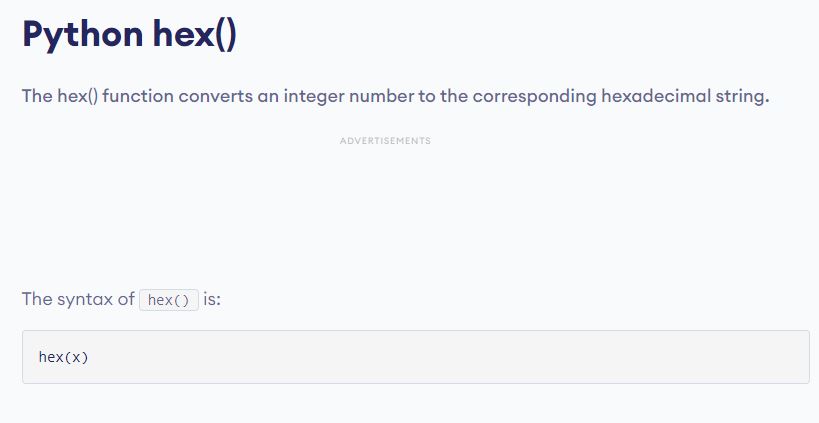 Python hex()
The hex() function converts an integer number to the corresponding hexadecimal string.
ADVERTISEMENTS
The syntax of hex() is:
hex(x)